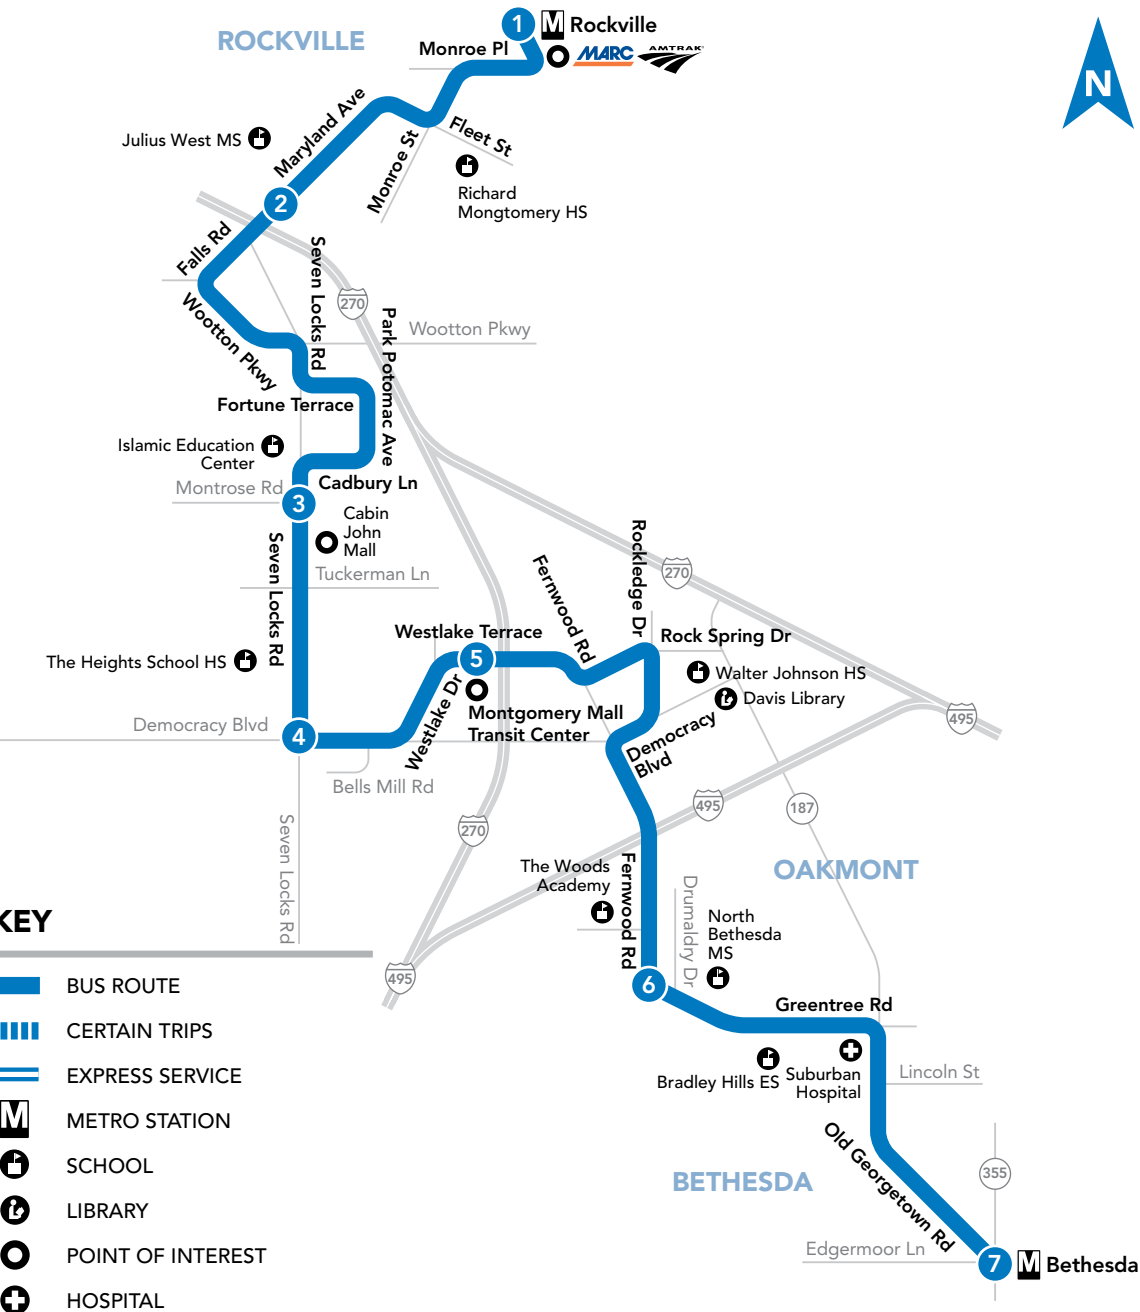 1
Rockville
ROCKVILLE
Monroe Pl
MARC
AMTRAK
N
Maryland Ave
Julius West MS
Monroe St
Fleet St
Richard
Mongtomery HS
2
Falls Rd
Seven Locks Rd
270
Wootton Pkwy
Wootton Pkwy
Park Potomac Ave
Fortune Terrace
Islamic Education
Center
Montrose Rd
Cadbury Ln
3
Cabin
John
Mall
Seven Locks Rd
Tuckerman Ln
Fernwood Rd
Rockledge Dr
270
Westlake Terrace
Rock Spring Dr
The Heights School HS
5
Walter Johnson HS
Davis Library
Westlake Dr
Montgomery Mall
Transit Center
Democracy
Blvd
495
Democracy Blvd
4
Bells Mill Rd
495
187
270
Seven Locks Rd
The Woods
Academy
Fernwood Rd
OAKMONT
Drumaldry Dr
North
Bethesda
MS
495
6
Greentree Rd
Bradley Hills ES
Suburban
Hospital
Lincoln St
Old Georgetown Rd
BETHESDA
355
Edgermoor Ln
7
M
Bethesda
KEY
BUS ROUTE
CERTAIN TRIPS
EXPRESS SERVICE
M
METRO STATION
SCHOOL
LIBRARY
POINT OF INTEREST
HOSPITAL